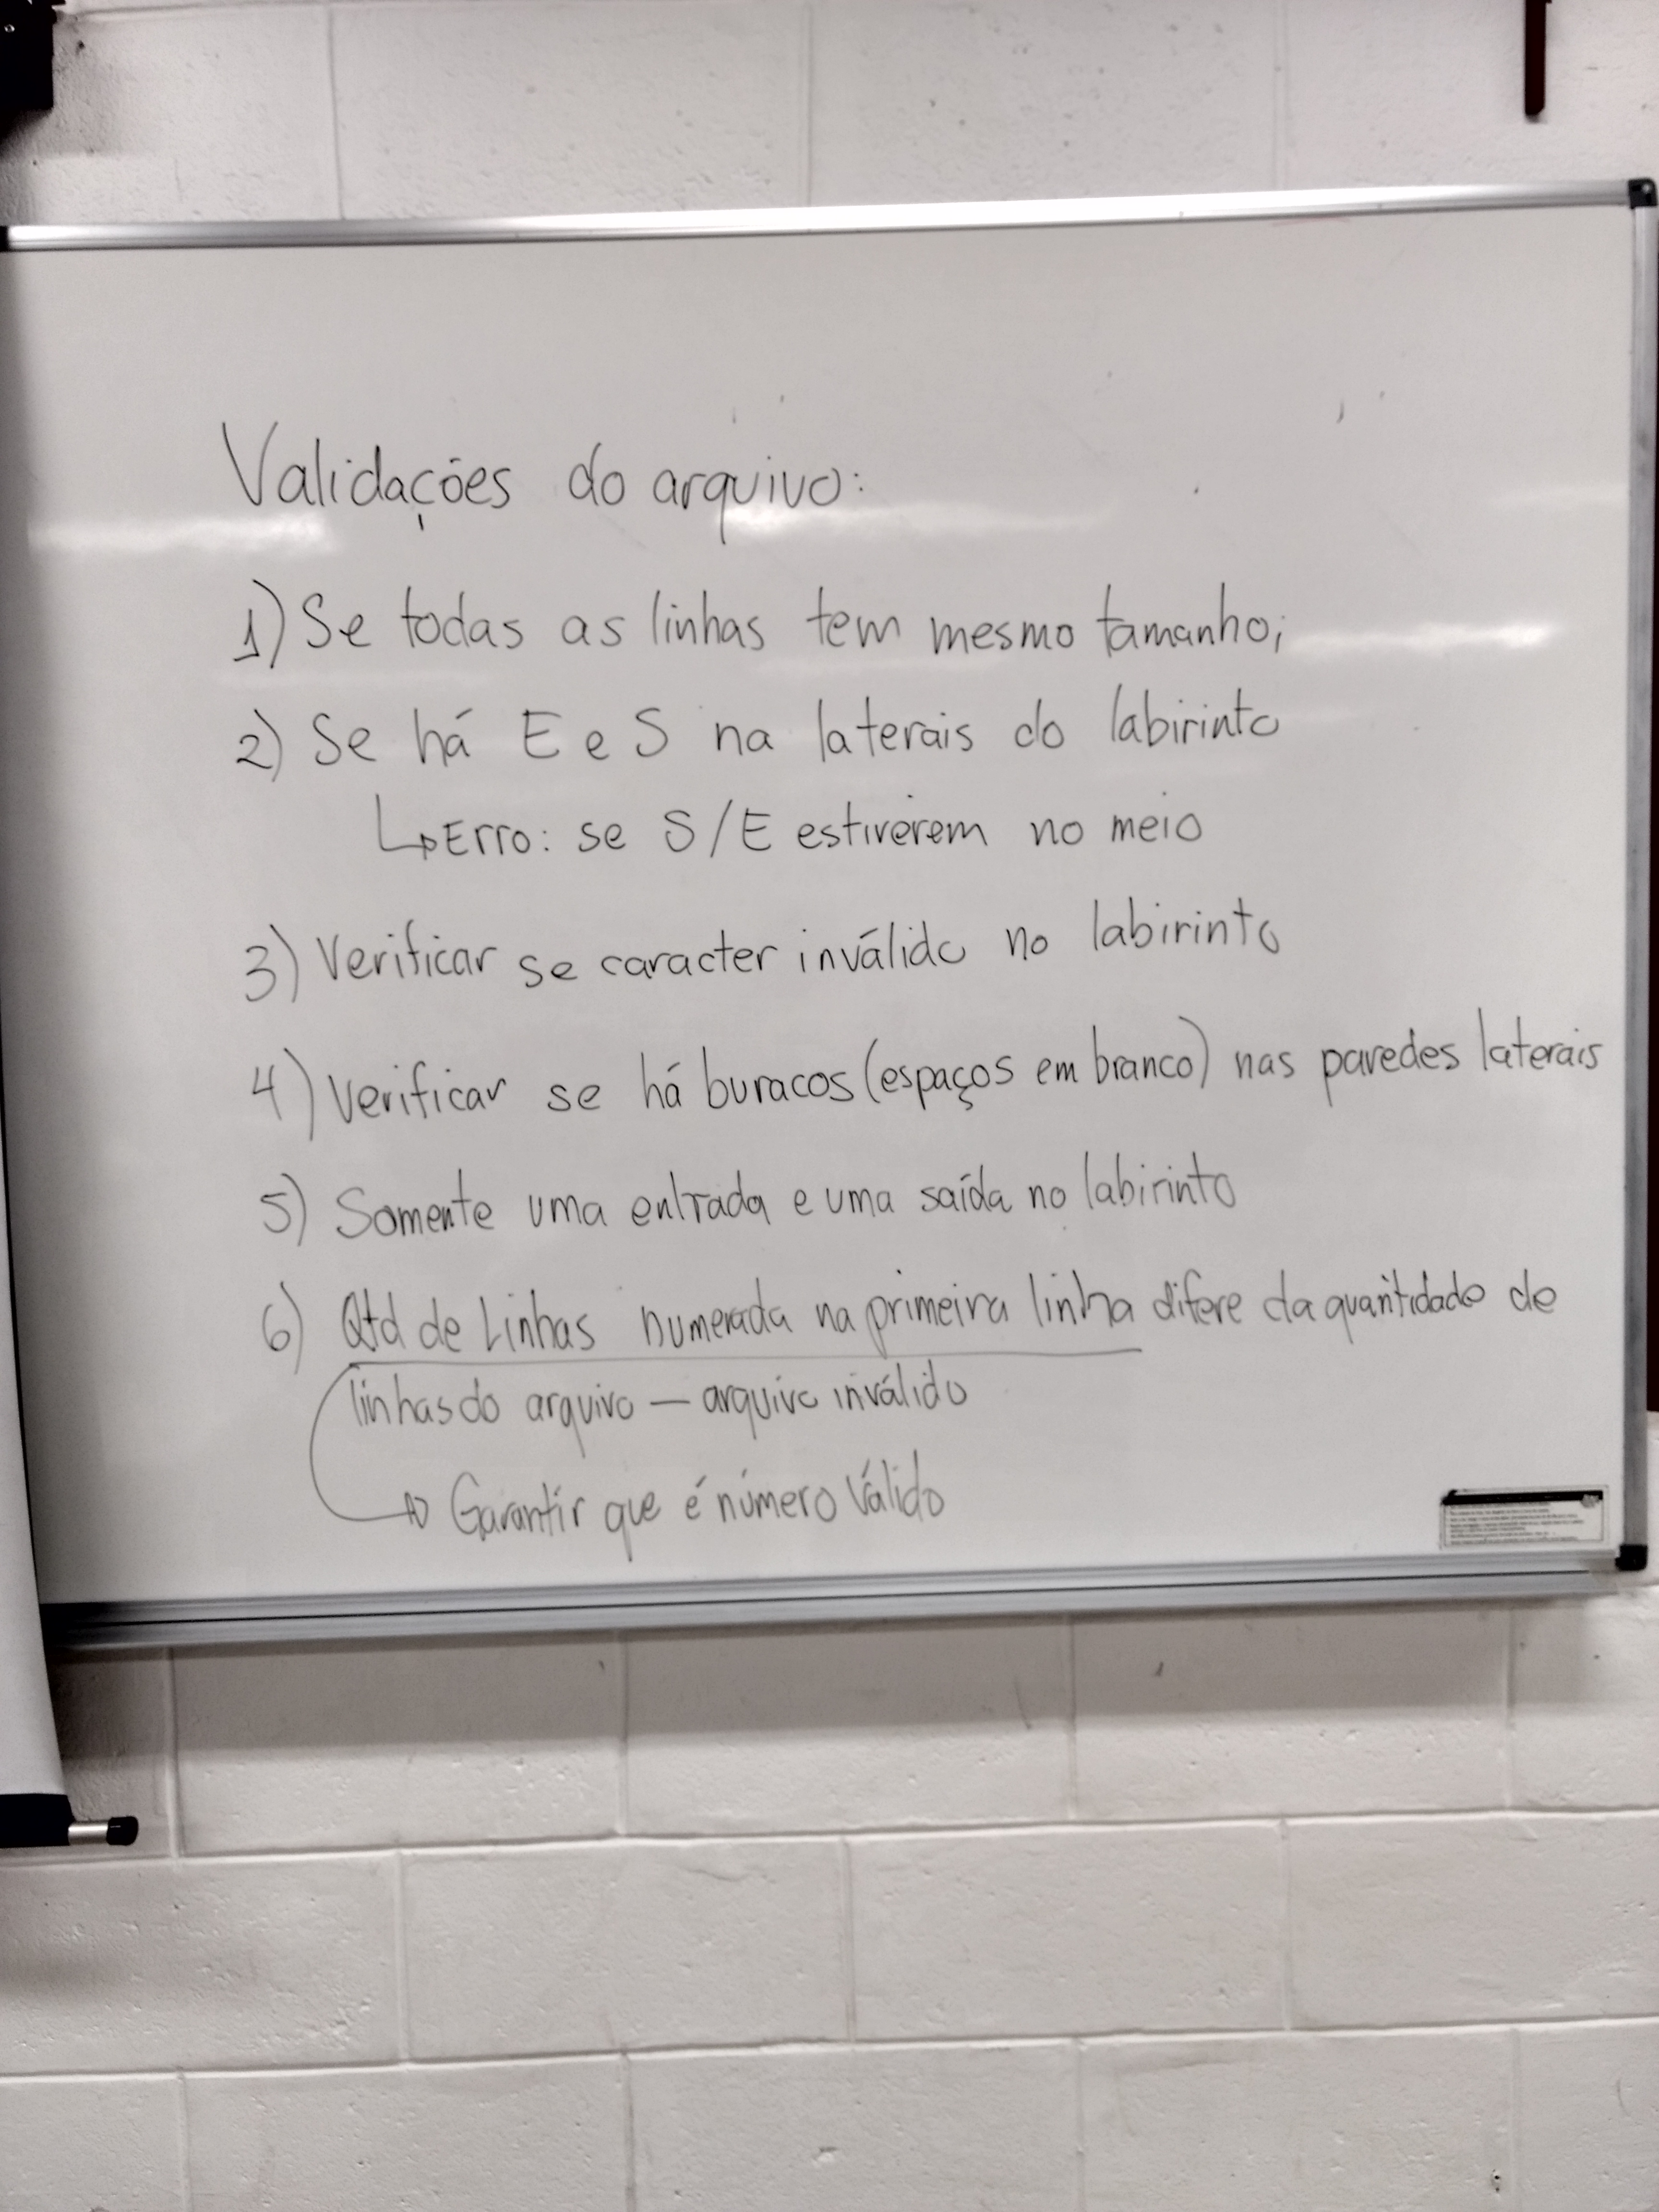 Validações do arquivo:
1) Se todas as linhas tem mesmo tamanho;
2) Se há E e S na laterais do labirinto
↳ Erro: se S/E estiverem no meio
3) Verificar se caracter inválido no labirinto
4) Verificar se há buracos (espaços em branco) nas paredes laterais
5) Somente uma entrada e uma saída no labirinto
6) Qtd de Linhas numerada na primeira linha difere da quantidade de
linhas do arquivo — arquivo inválido
→ Garantir que é número válido